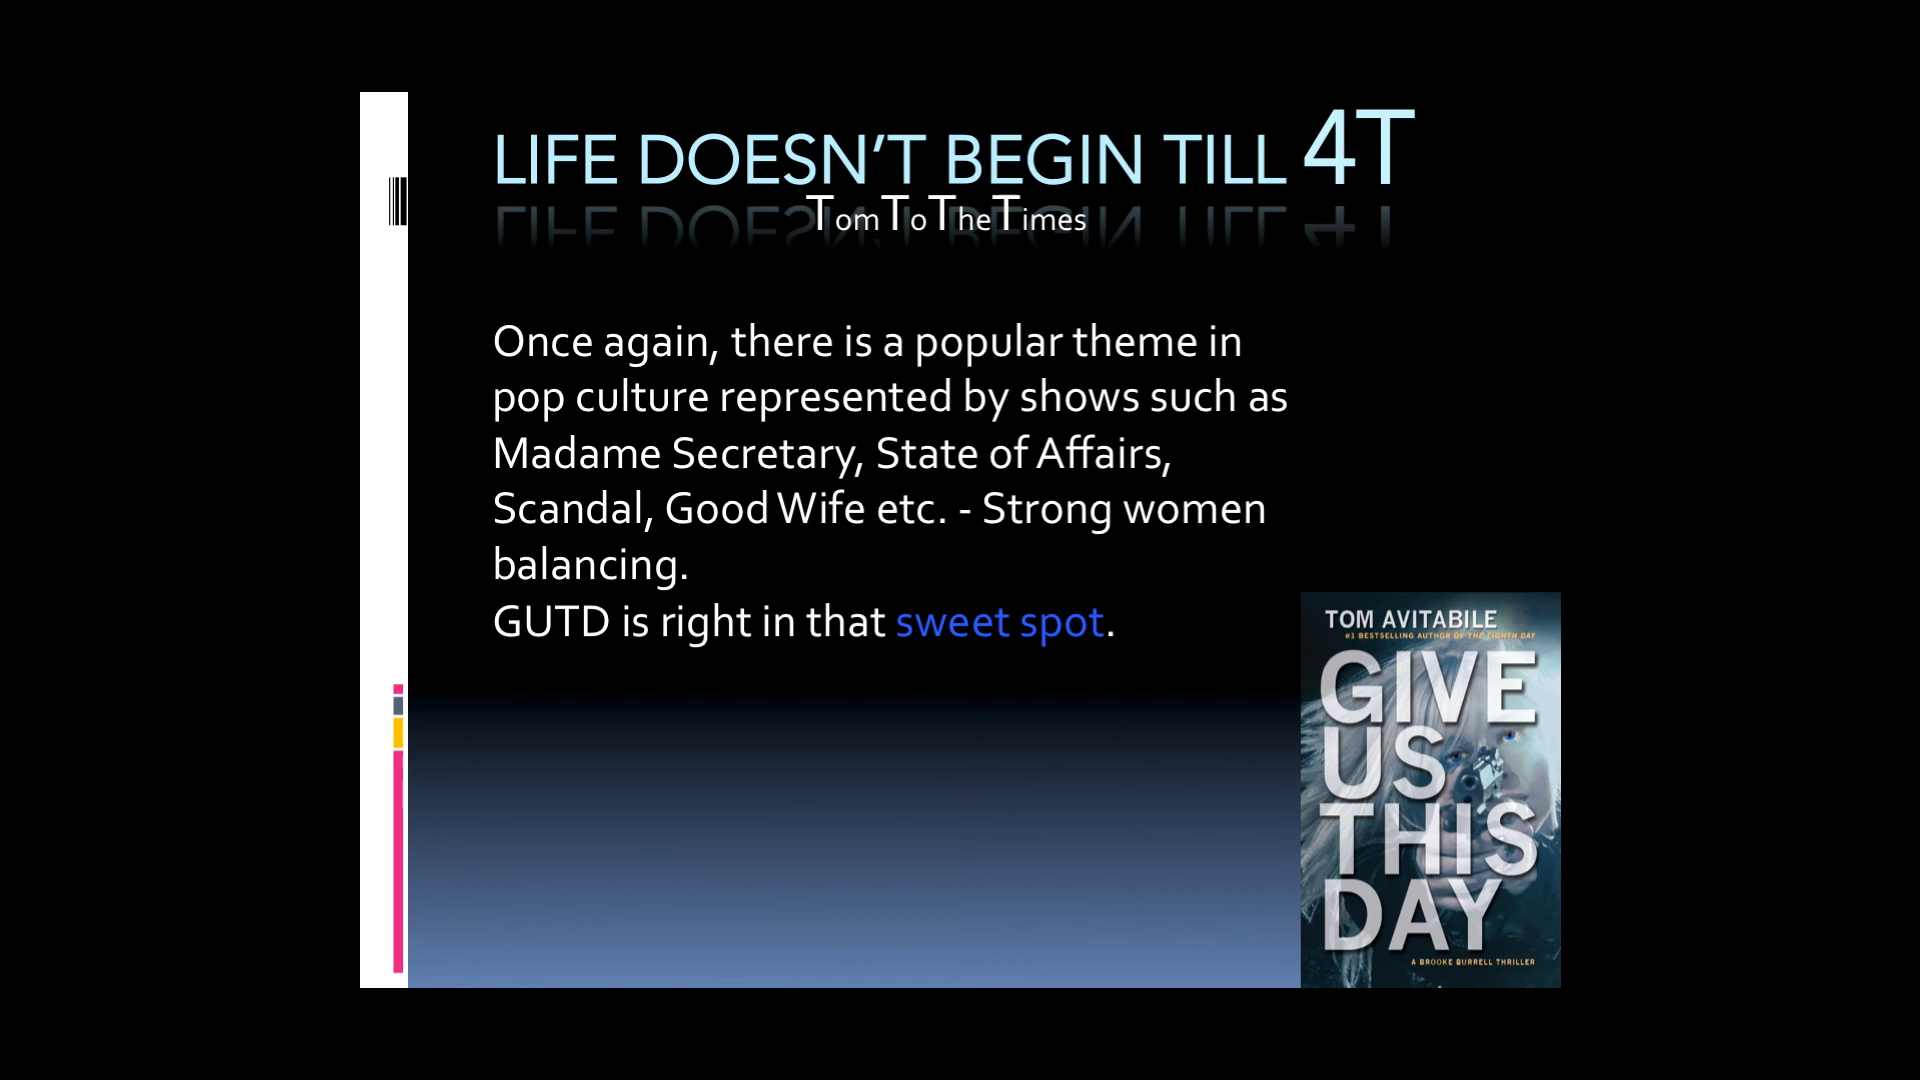 LIFE DOESN’T BEGIN TILL 4T
TomToTheTimes
Once again, there is a popular theme in
pop culture represented by shows such as
Madame Secretary, State of Affairs,
Scandal, Good Wife etc. - Strong women
balancing.
GUTD is right in that sweet spot.
TOM AVITABILE
#1 BESTSELLING AUTHOR OF THE EIGHTH DAY
GIVE
US
THIS
DAY
A BROOKE BURRELL THRILLER